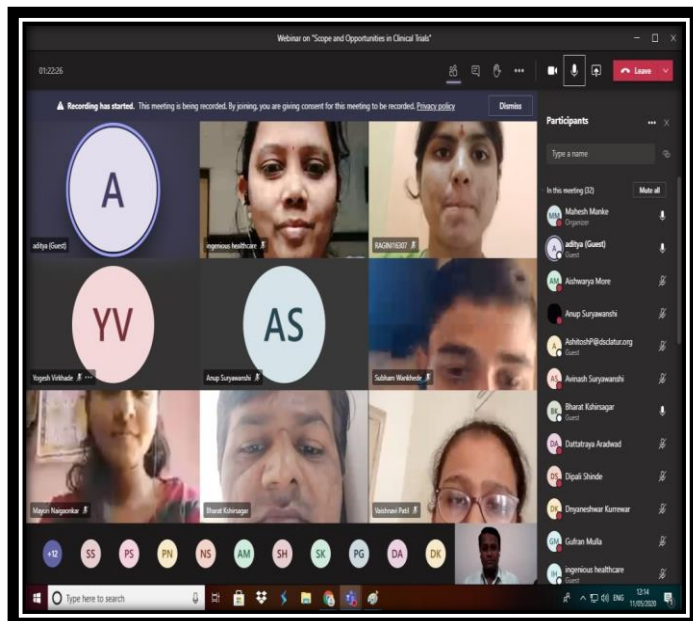 Webinar on "Scope and Opportunities in Clinical Trials"
01:22:26
Leave
Recording has started. This meeting is being recorded. By joining, you are giving consent for this meeting to be recorded. Privacy policy
Dismiss
A
aditya (Guest)
ingenious healthcare
RAGINI16307
YV
Yogesh Virkhade
AS
Anup Suryawanshi
Subham Wankhede
Mayuri Naigaonkar
Bharat Kshirsagar
Vaishnavi Patil
+12
SS
PS
PN
NS
AM
SH
SK
PG
DA
DK
Participants
Type a name
In this meeting (32)
Mute all
MM
Mahesh Manke
Organizer
A
aditya (Guest)
Guest
AM
Aishwarya More
Anup Suryawanshi
A
AshitoshP@dsclatur.org
Guest
AS
Avinash Suryawanshi
BK
Bharat Kshirsagar
Guest
DA
Dattatraya Aradwad
DS
Dipali Shinde
DK
Dnyaneshwar Kurrewar
GM
Gufran Mulla
IH
ingenious healthcare
Guest
Type here to search
ENG
12:14
11/05/2020